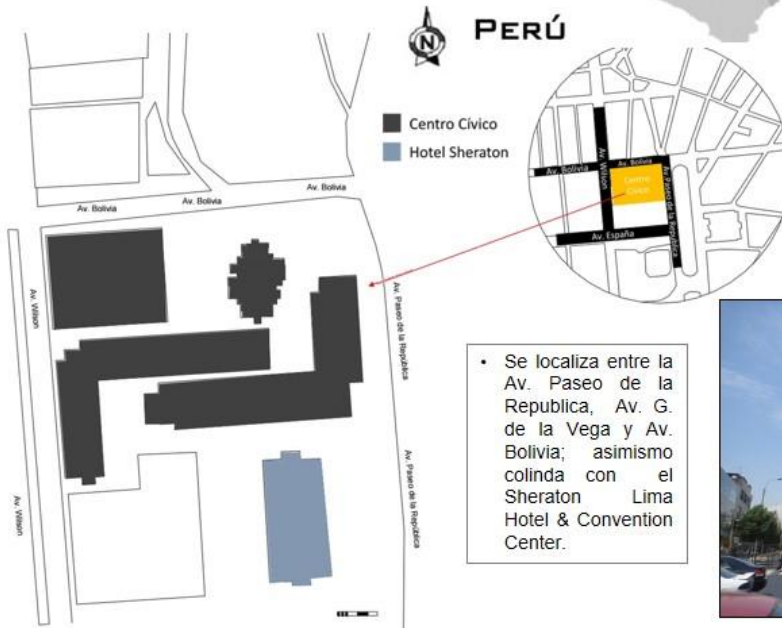 N
PERÚ
Centro Cívico
Hotel Sheraton
Av. Bolivia
Av. Bolivia
Av. Bolivia
Av. Wilson
Av. Wilson
Av. Paseo de la República
Av. Paseo de la República
Av. Bolivia
Av. Bolivia
Av. Wilson
Centro
Cívico
Av. Paseo de la República
Av. España
• Se localiza entre la
Av. Paseo de la
Republica, Av. G.
de la Vega y Av.
Bolivia; asimismo
colinda con el
Sheraton Lima
Hotel & Convention
Center.